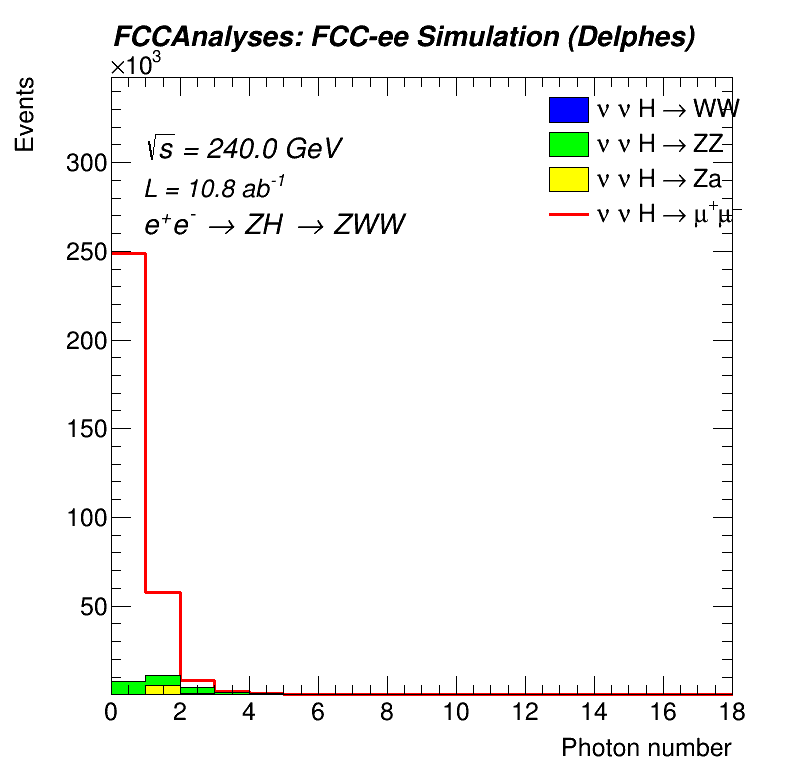 FCCAnalyses: FCC-ee Simulation (Delphes)
×10³
Events
√s = 240.0 GeV
L = 10.8 ab⁻¹
e⁺e⁻ → ZH → ZWW
ν ν H → WW
ν ν H → ZZ
ν ν H → Za
ν ν H → μ⁺μ⁻
300
250
200
150
100
50
0 2 4 6 8 10 12 14 16 18
Photon number